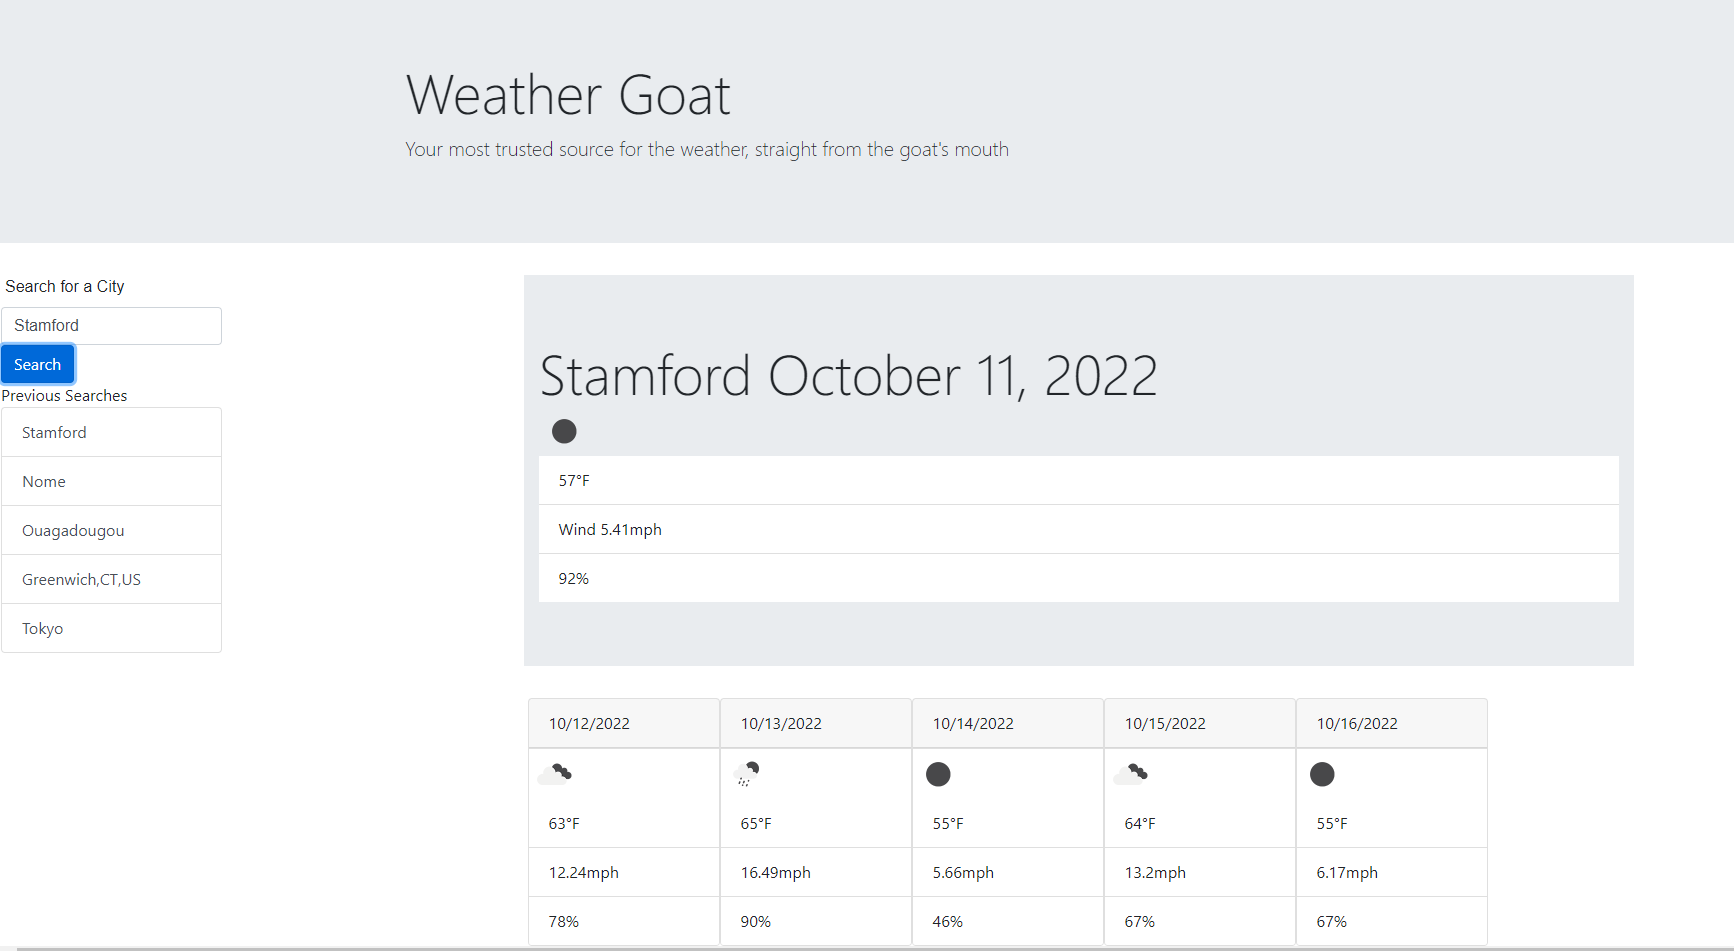 Weather Goat
Your most trusted source for the weather, straight from the goat's mouth
Search for a City
Stamford
Search
Previous Searches
Stamford
Nome
Ouagadougou
Greenwich,CT,US
Tokyo
Stamford October 11, 2022
57°F
Wind 5.41mph
92%
10/12/2022 10/13/2022 10/14/2022 10/15/2022 10/16/2022
63°F 65°F 55°F 64°F 55°F
12.24mph 16.49mph 5.66mph 13.2mph 6.17mph
78% 90% 46% 67% 67%